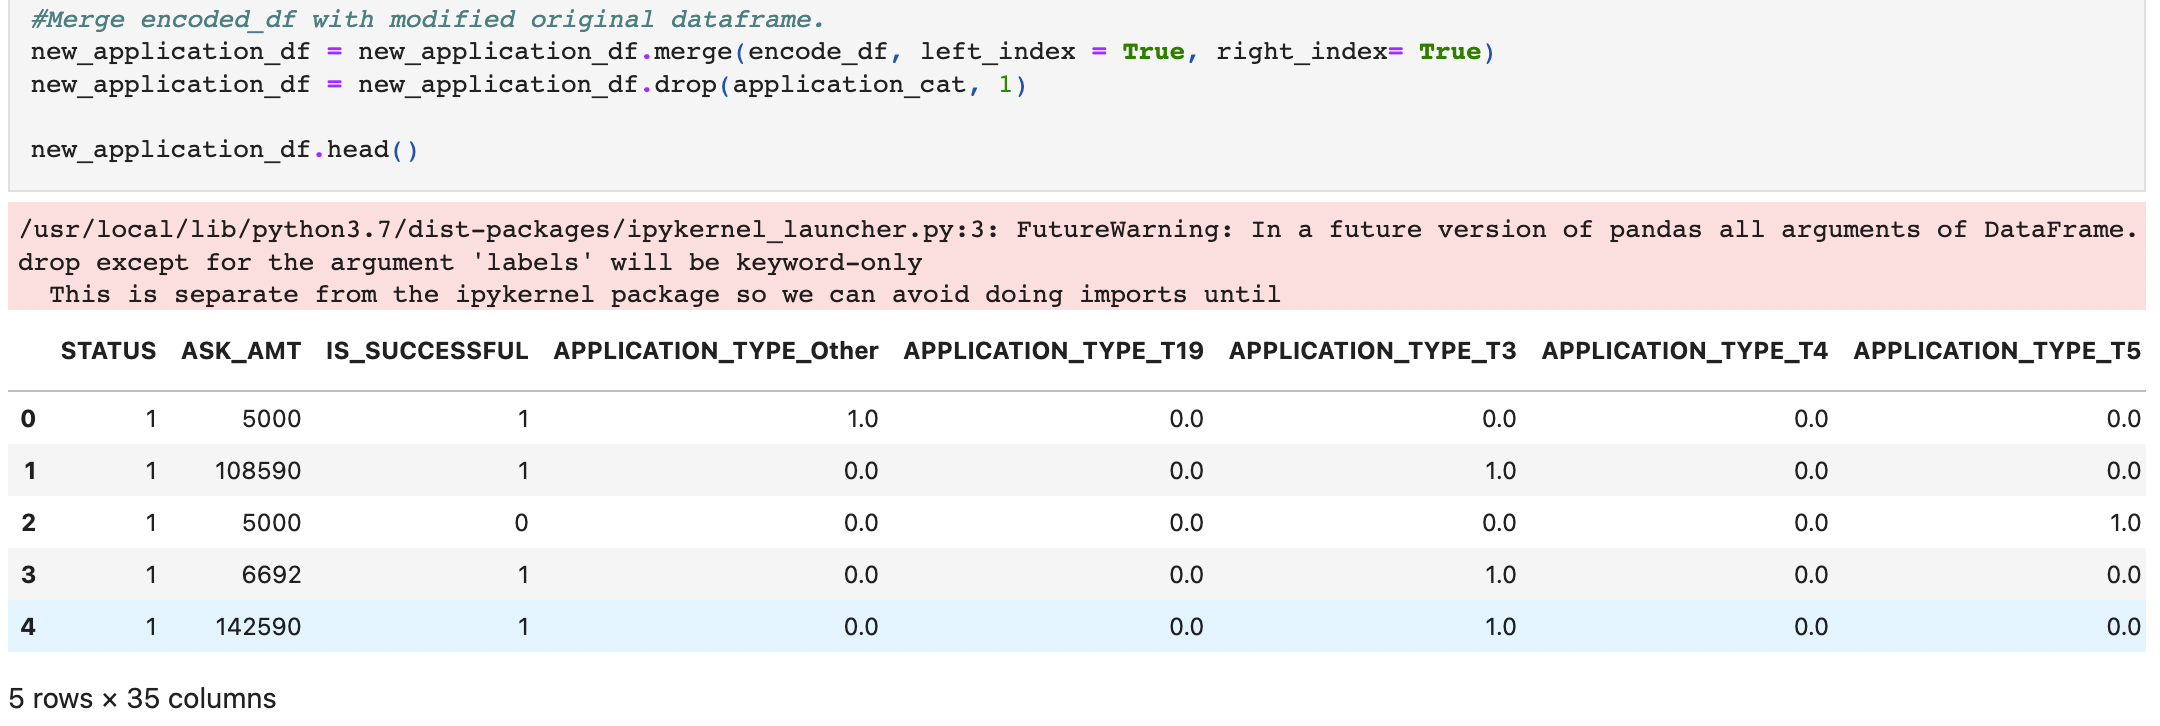 #Merge encoded_df with modified original dataframe.
new_application_df = new_application_df.merge(encode_df, left_index = True, right_index= True)
new_application_df = new_application_df.drop(application_cat, 1)
new_application_df.head()
/usr/local/lib/python3.7/dist-packages/ipykernel_launcher.py:3: FutureWarning: In a future version of pandas all arguments of DataFrame.
drop except for the argument 'labels' will be keyword-only
This is separate from the ipykernel package so we can avoid doing imports until
STATUS ASK_AMT IS_SUCCESSFUL APPLICATION_TYPE_Other APPLICATION_TYPE_T19 APPLICATION_TYPE_T3 APPLICATION_TYPE_T4 APPLICATION_TYPE_T5
0 1 5000 1 1.0 0.0 0.0 0.0 0.0
1 1 108590 1 0.0 0.0 1.0 0.0 0.0
2 1 5000 0 0.0 0.0 0.0 0.0 1.0
3 1 6692 1 0.0 0.0 1.0 0.0 0.0
4 1 142590 1 0.0 0.0 1.0 0.0 0.0
5 rows × 35 columns